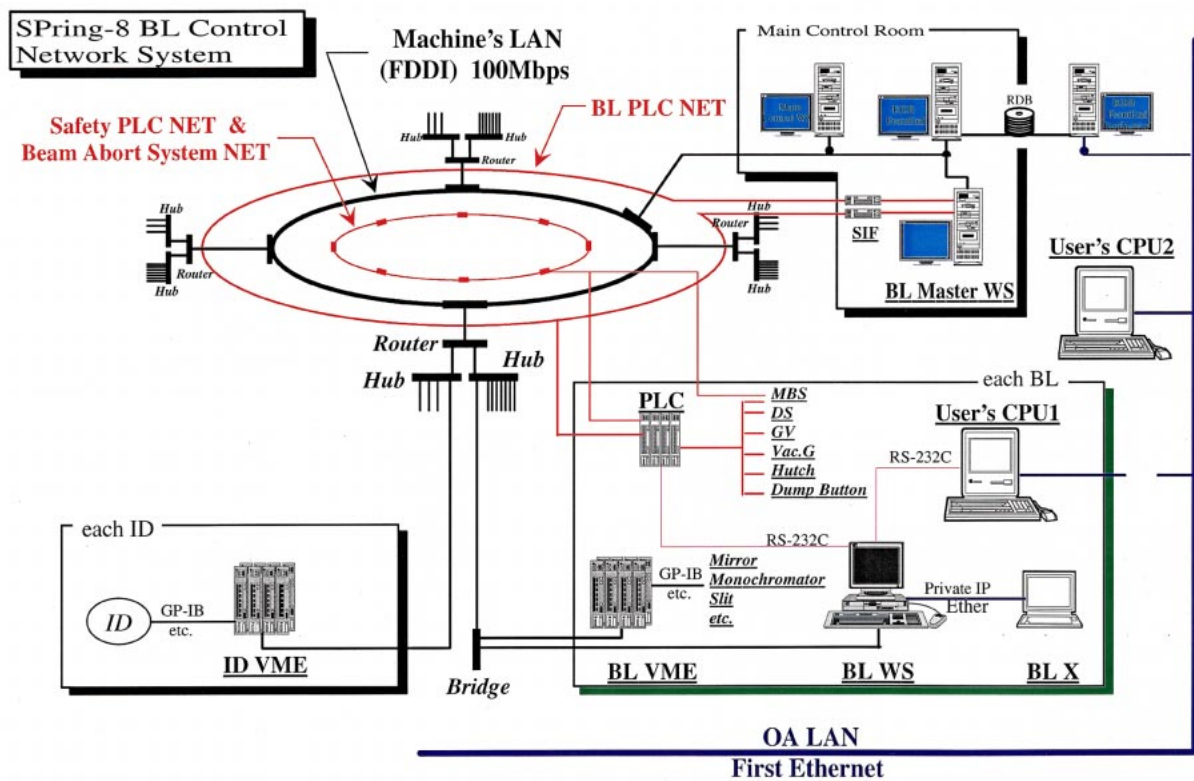 SPring-8 BL Control
Network System
Machine's LAN
(FDDI) 100Mbps
Main Control Room
RDB
Safety PLC NET &
Beam Abort System NET
BL PLC NET
Hub
Hub
Router
Hub
Router
Hub
Hub
Router
Hub
SIF
BL Master WS
User's CPU2
Router
Hub
Hub
each BL
PLC
MBS
DS
GV
Vac.G
Hutch
Dump Button
User's CPU1
RS-232C
RS-232C
each ID
ID
GP-IB
etc.
ID VME
Bridge
GP-IB
etc.
Mirror
Monochromator
Slit
etc.
Private IP
Ether
BL VME
BL WS
BL X
OA LAN
First Ethernet